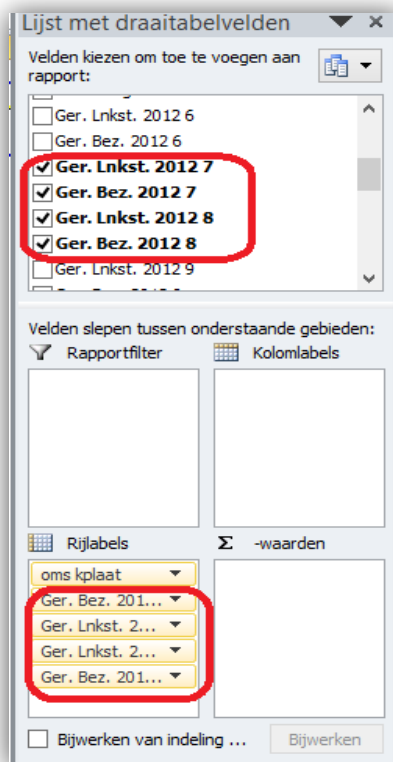 Lijst met draaitabelvelden
Velden kiezen om toe te voegen aan
rapport:
Ger. Lnkst. 2012 6
Ger. Bez. 2012 6
Ger. Lnkst. 2012 7
Ger. Bez. 2012 7
Ger. Lnkst. 2012 8
Ger. Bez. 2012 8
Ger. Lnkst. 2012 9
Velden slepen tussen onderstaande gebieden:
Rapportfilter
Kolomlabels
Rijlabels
Σ -waarden
oms kplaat
Ger. Bez. 201...
Ger. Lnkst. 2...
Ger. Lnkst. 2...
Ger. Bez. 201...
Bijwerken van indeling ...
Bijwerken